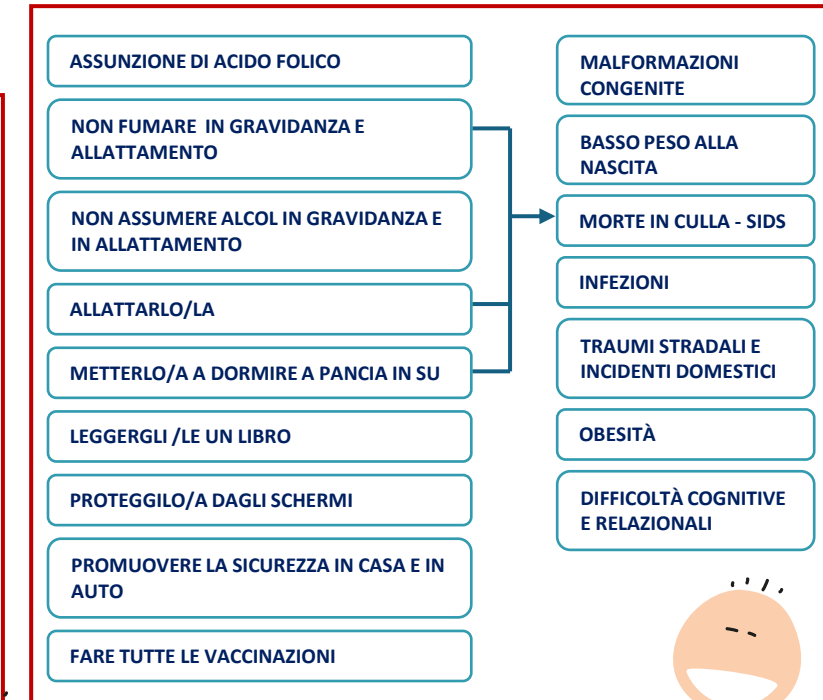 ASSUNZIONE DI ACIDO FOLICO
NON FUMARE IN GRAVIDANZA E
ALLATTAMENTO
NON ASSUMERE ALCOL IN GRAVIDANZA E
IN ALLATTAMENTO
ALLATTARLO/LA
METTERLO/A A DORMIRE A PANCIA IN SU
LEGGERGLI /LE UN LIBRO
PROTEGGILO/A DAGLI SCHERMI
PROMUOVERE LA SICUREZZA IN CASA E IN
AUTO
FARE TUTTE LE VACCINAZIONI
MALFORMAZIONI
CONGENITE
BASSO PESO ALLA
NASCITA
MORTE IN CULLA - SIDS
INFEZIONI
TRAUMI STRADALI E
INCIDENTI DOMESTICI
OBESITÀ
DIFFICOLTÀ COGNITIVE
E RELAZIONALI